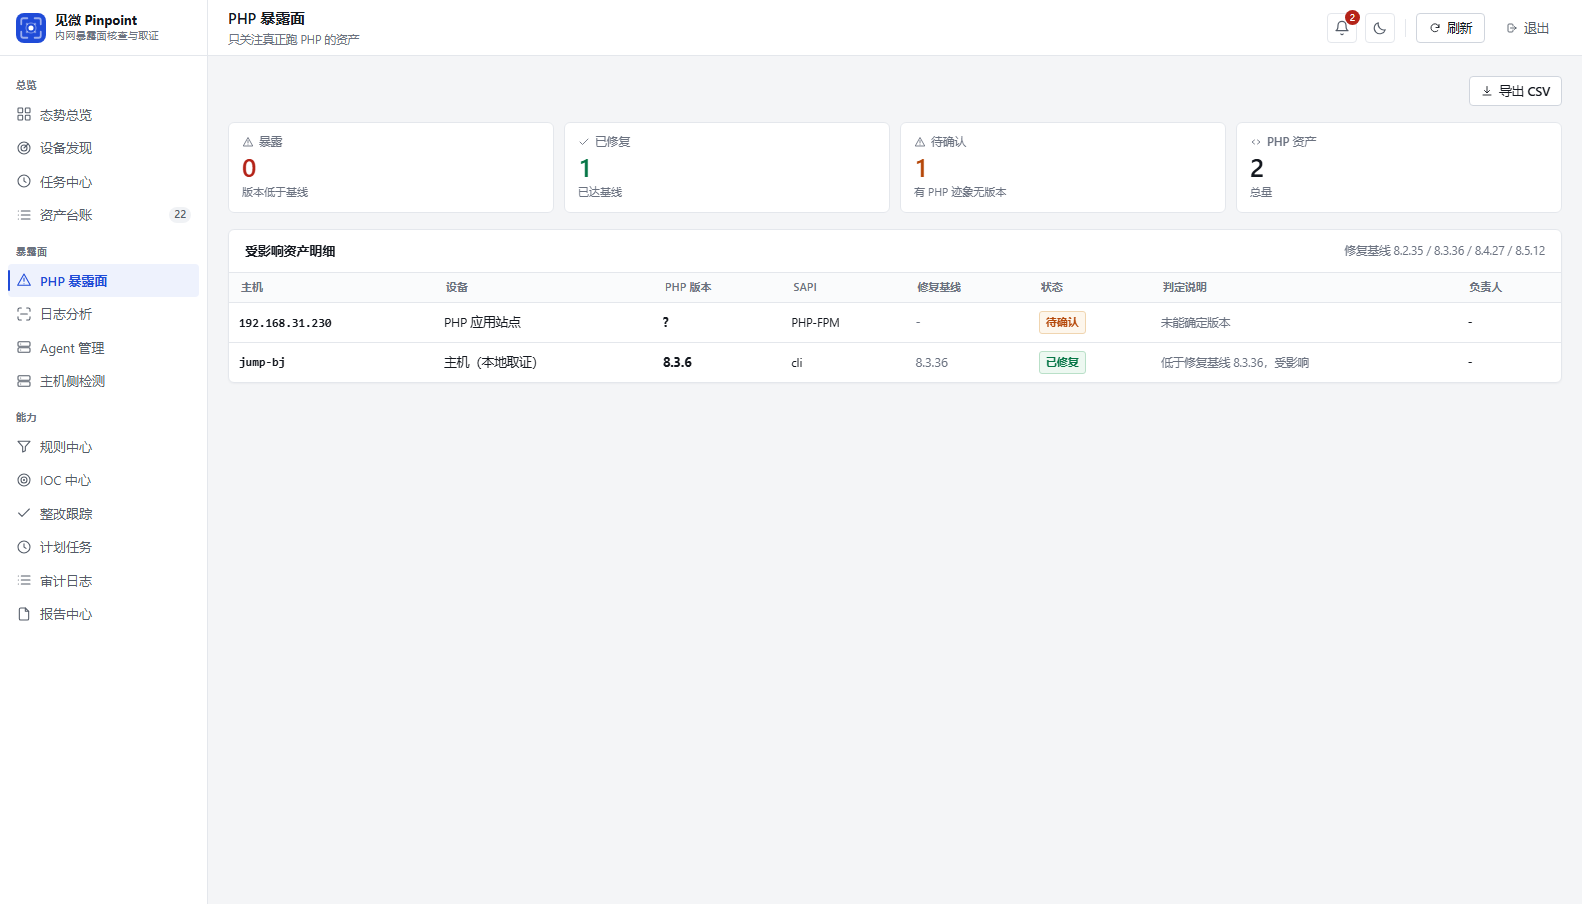 见微 Pinpoint
内网暴露面核查与取证
PHP 暴露面
只关注真正跑 PHP 的资产
2
刷新
退出
总览
态势总览
设备发现
任务中心
资产台账 22
暴露面
PHP 暴露面
日志分析
Agent 管理
主机侧检测
能力
规则中心
IOC 中心
整改跟踪
计划任务
审计日志
报告中心
导出 CSV
暴露
0
版本低于基线
已修复
1
已达基线
待确认
1
有 PHP 迹象无版本
PHP 资产
2
总量
受影响资产明细 修复基线 8.2.35 / 8.3.36 / 8.4.27 / 8.5.12
主机 设备 PHP 版本 SAPI 修复基线 状态 判定说明 负责人
192.168.31.230 PHP 应用站点 ? PHP-FPM - 待确认 未能确定版本 -
jump-bj 主机（本地取证） 8.3.6 cli 8.3.36 已修复 低于修复基线 8.3.36，受影响 -